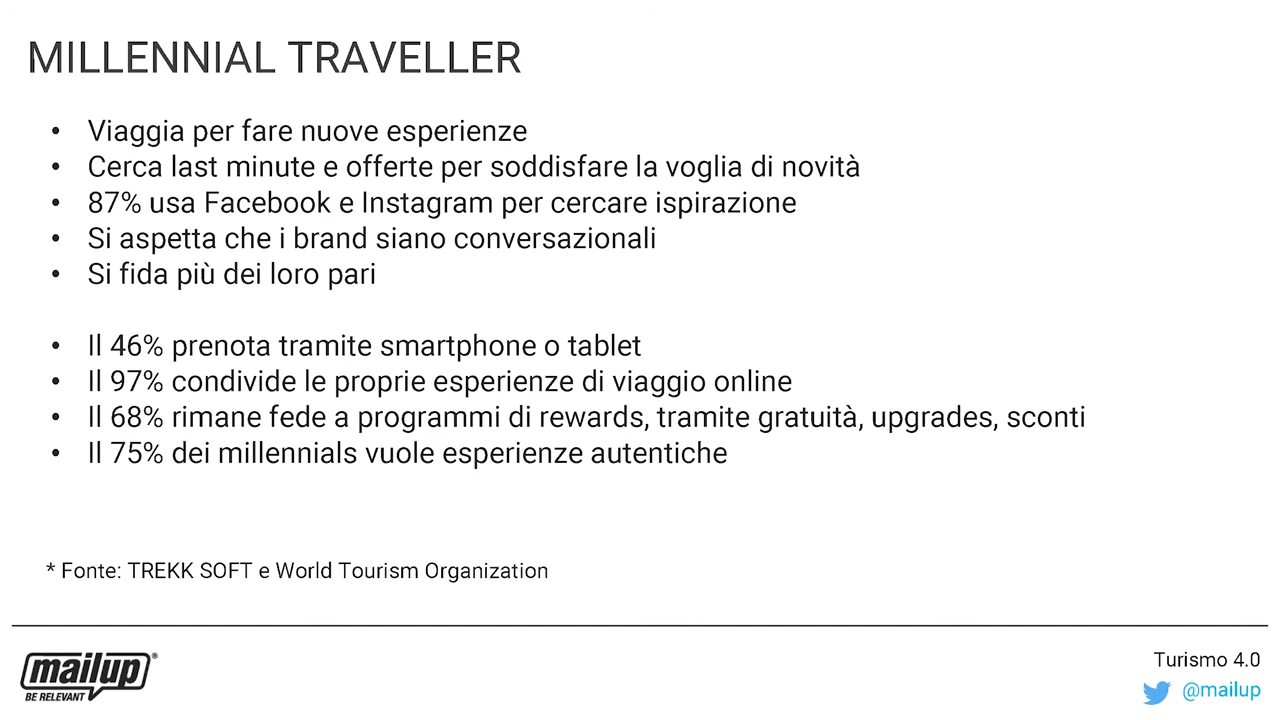 MILLENNIAL TRAVELLER
• Viaggia per fare nuove esperienze
• Cerca last minute e offerte per soddisfare la voglia di novità
• 87% usa Facebook e Instagram per cercare ispirazione
• Si aspetta che i brand siano conversazionali
• Si fida più dei loro pari
• Il 46% prenota tramite smartphone o tablet
• Il 97% condivide le proprie esperienze di viaggio online
• Il 68% rimane fede a programmi di rewards, tramite gratuità, upgrades, sconti
• Il 75% dei millennials vuole esperienze autentiche
* Fonte: TREKK SOFT e World Tourism Organization
mailup®
BE RELEVANT
Turismo 4.0
@mailup